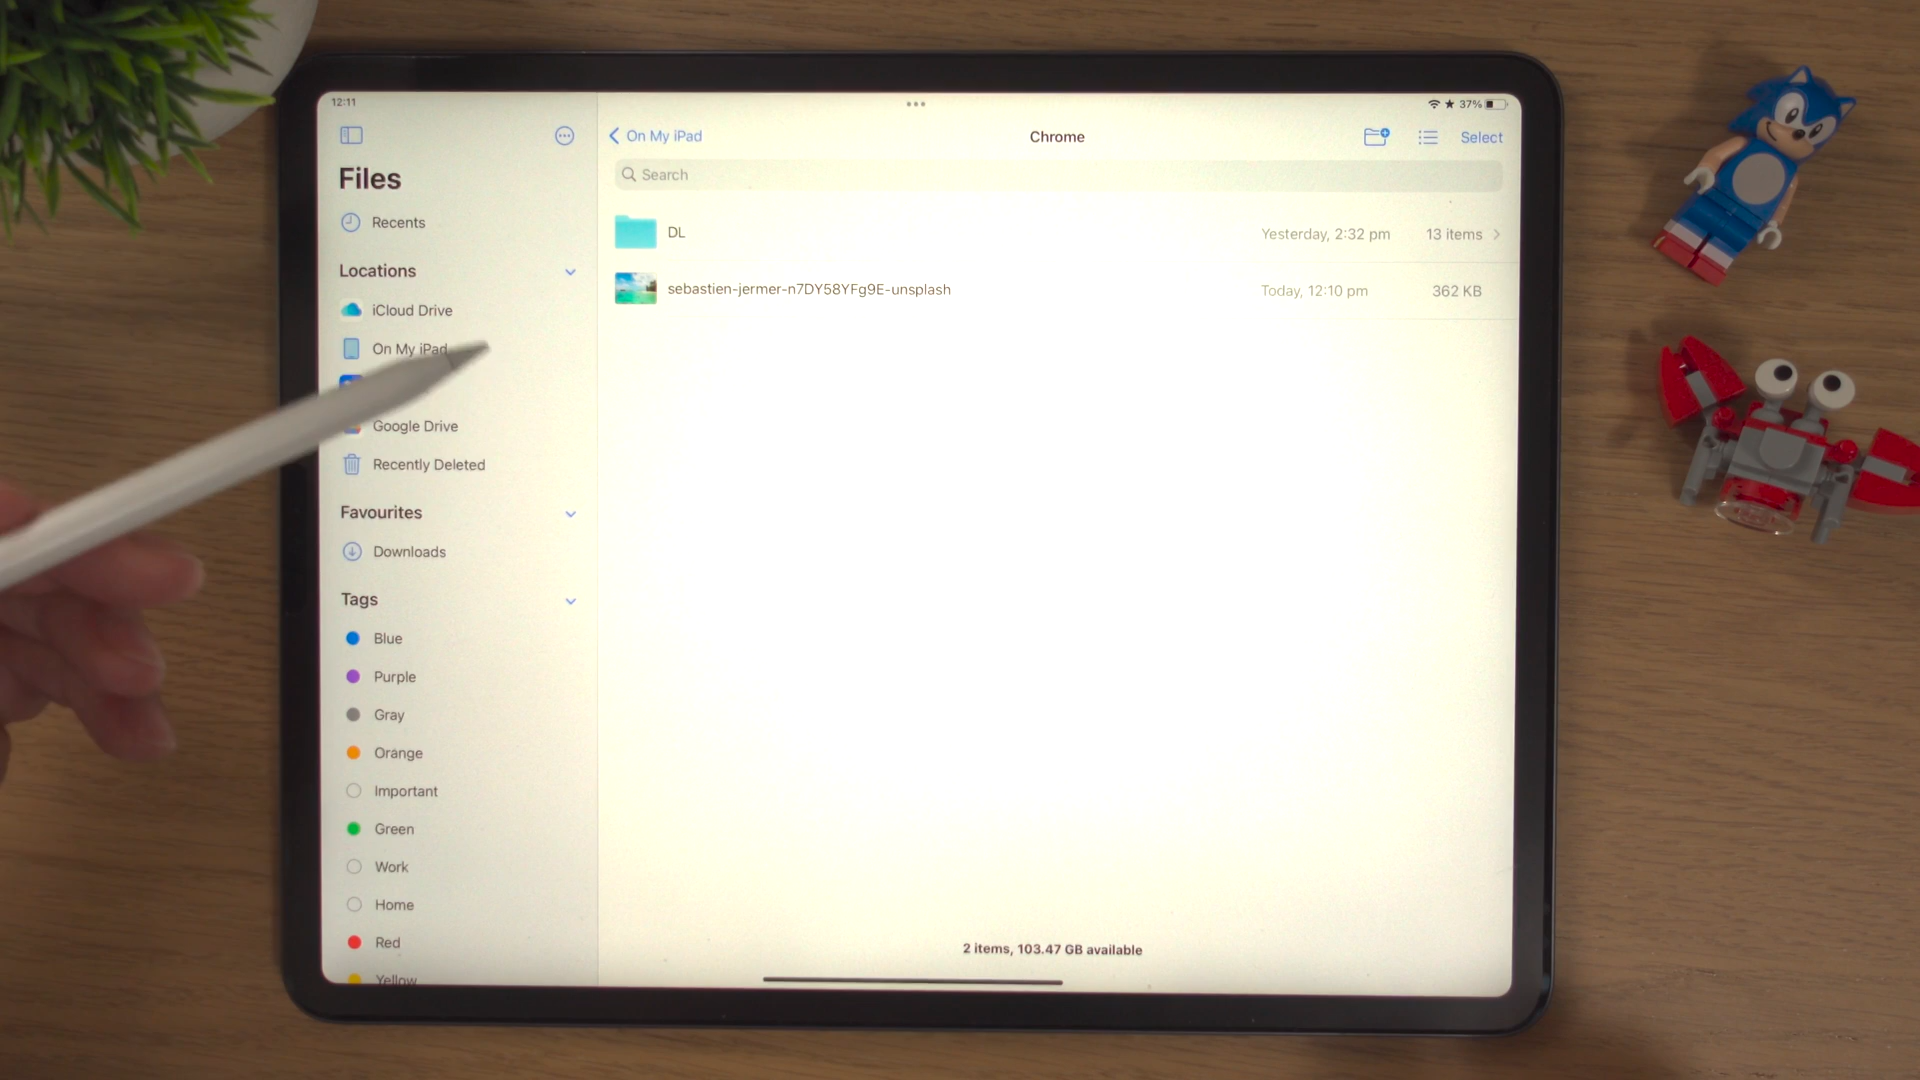 12:11
37%
Files
Recents
Locations
iCloud Drive
On My iPad
Google Drive
Recently Deleted
Favourites
Downloads
Tags
Blue
Purple
Gray
Orange
Important
Green
Work
Home
Red
Yellow
On My iPad
Chrome
Select
Search
DL
Yesterday, 2:32 pm
13 items
sebastien-jermer-n7DY58YFg9E-unsplash
Today, 12:10 pm
362 KB
2 items, 103.47 GB available